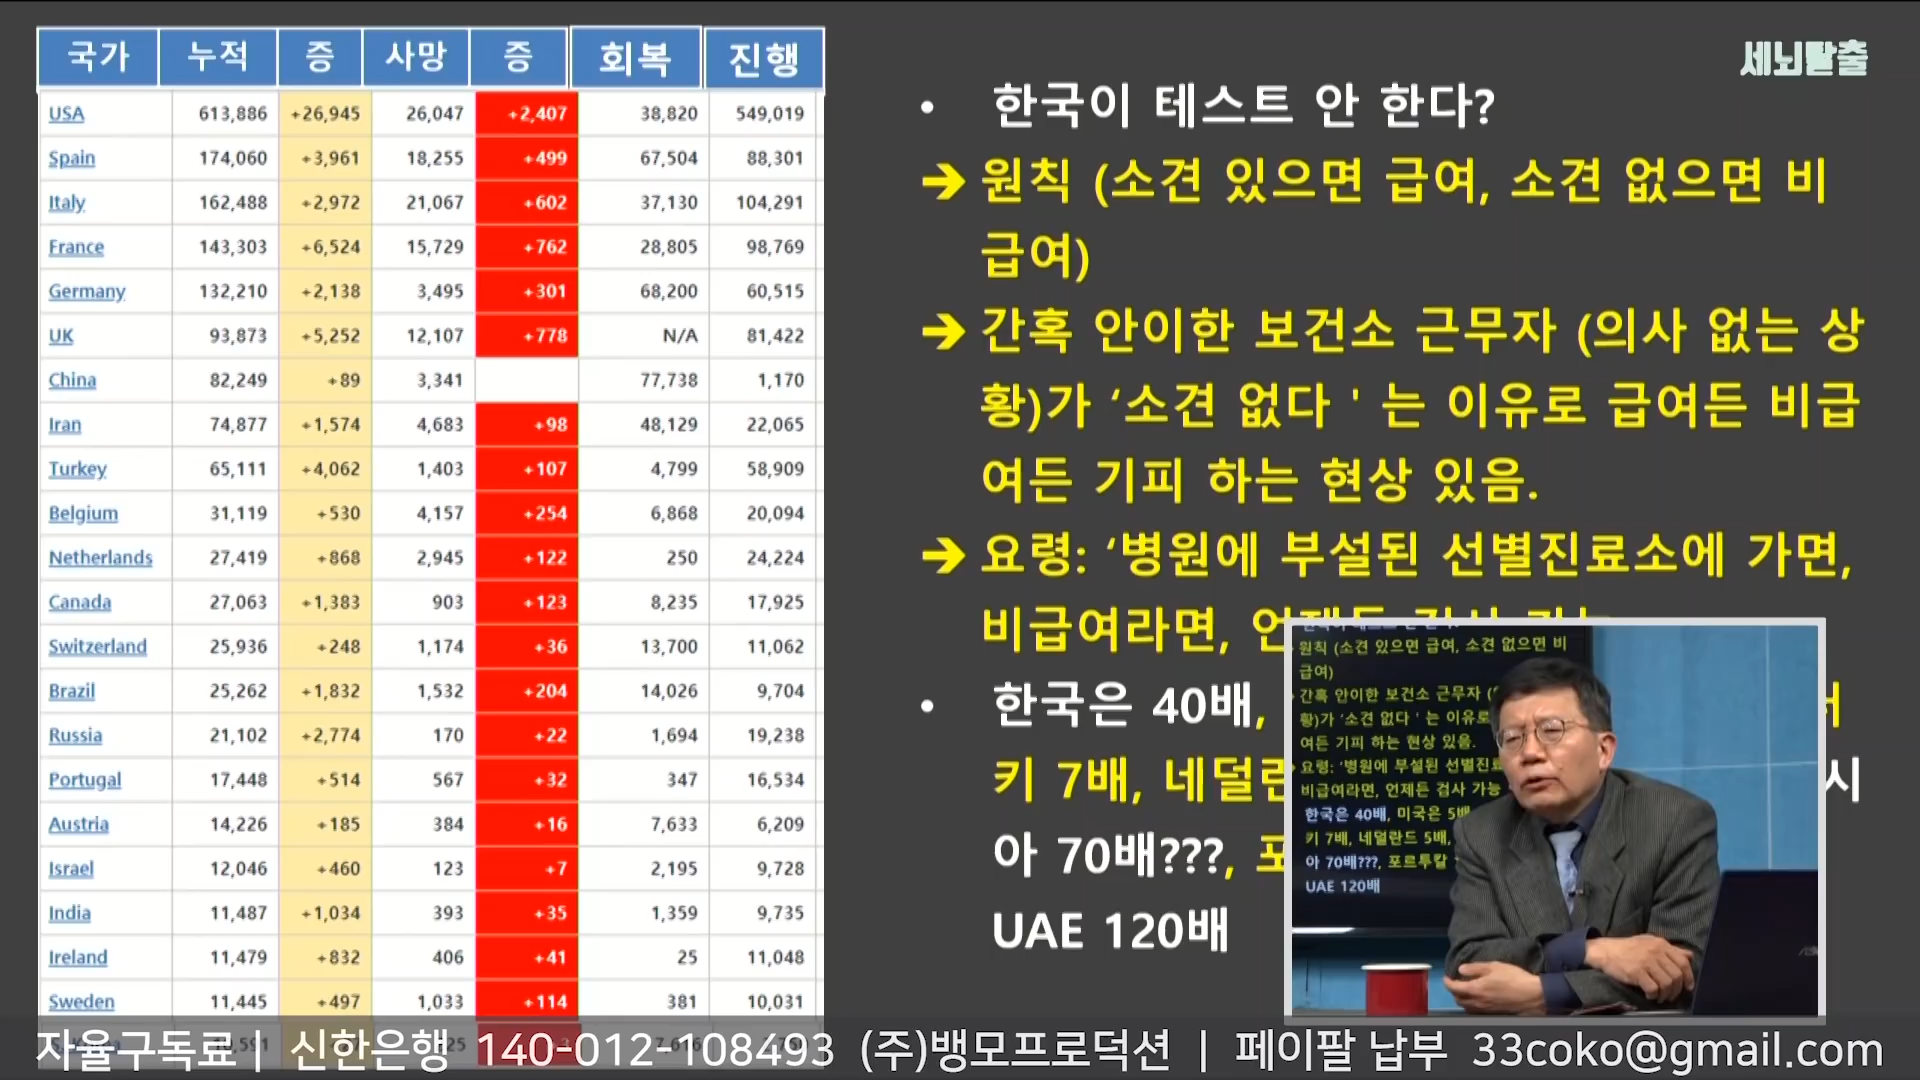 국가 누적 증 사망 증 회복 진행
USA 613,886 +26,945 26,047 +2,407 38,820 549,019
Spain 174,060 +3,961 18,255 +499 67,504 88,301
Italy 162,488 +2,972 21,067 +602 37,130 104,291
France 143,303 +6,524 15,729 +762 28,805 98,769
Germany 132,210 +2,138 3,495 +301 68,200 60,515
UK 93,873 +5,252 12,107 +778 N/A 81,422
China 82,249 +89 3,341 77,738 1,170
Iran 74,877 +1,574 4,683 +98 48,129 22,065
Turkey 65,111 +4,062 1,403 +107 4,799 58,909
Belgium 31,119 +530 4,157 +254 6,868 20,094
Netherlands 27,419 +868 2,945 +122 250 24,224
Canada 27,063 +1,383 903 +123 8,235 17,925
Switzerland 25,936 +248 1,174 +36 13,700 11,062
Brazil 25,262 +1,832 1,532 +204 14,026 9,704
Russia 21,102 +2,774 170 +22 1,694 19,238
Portugal 17,448 +514 567 +32 347 16,534
Austria 14,226 +185 384 +16 7,633 6,209
Israel 12,046 +460 123 +7 2,195 9,728
India 11,487 +1,034 393 +35 1,359 9,735
Ireland 11,479 +832 406 +41 25 11,048
Sweden 11,445 +497 1,033 +114 381 10,031
세뇌탈출
• 한국이 테스트 안 한다?
➔ 원칙 (소견 있으면 급여, 소견 없으면 비
급여)
➔ 간혹 안이한 보건소 근무자 (의사 없는 상
황)가 ‘소견 없다 ' 는 이유로 급여든 비급
여든 기피 하는 현상 있음.
➔ 요령: ‘병원에 부설된 선별진료소에 가면,
비급여라면,
• 한국은 40배,
키 7배, 시
아 70배???,
UAE 120배
원칙 (소견 있으면 급여, 소견 없으면 비
급여)
간혹 안이한 보건소 근무자
황)가 ‘소견 없다 ' 는 이유로
여든 기피 하는 현상 있음.
요령: ‘병원에 부설된
비급여라면, 언제든 검사 가능
한국은 40배, 미국은 5배
키 7배, 네덜란드 5배,
아 70배???, 포르투칼
UAE 120배
자율구독료 | 신한은행 140-012-108493 (주)뱅모프로덕션 | 페이팔 납부 33coko@gmail.com